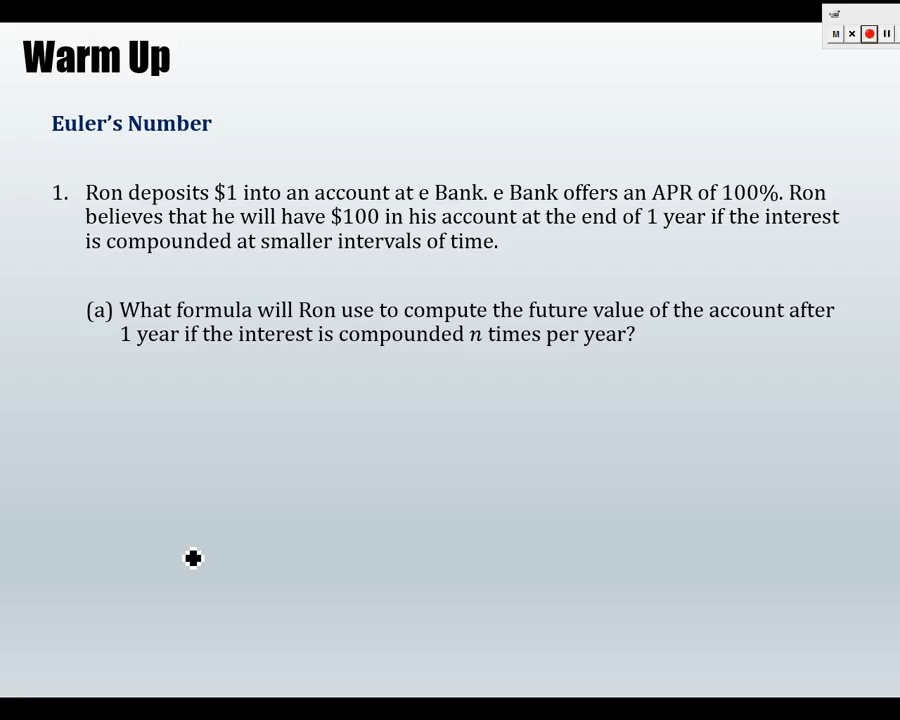 Warm Up
M
Euler’s Number
1. Ron deposits $1 into an account at e Bank. e Bank offers an APR of 100%. Ron
believes that he will have $100 in his account at the end of 1 year if the interest
is compounded at smaller intervals of time.
(a) What formula will Ron use to compute the future value of the account after
1 year if the interest is compounded n times per year?